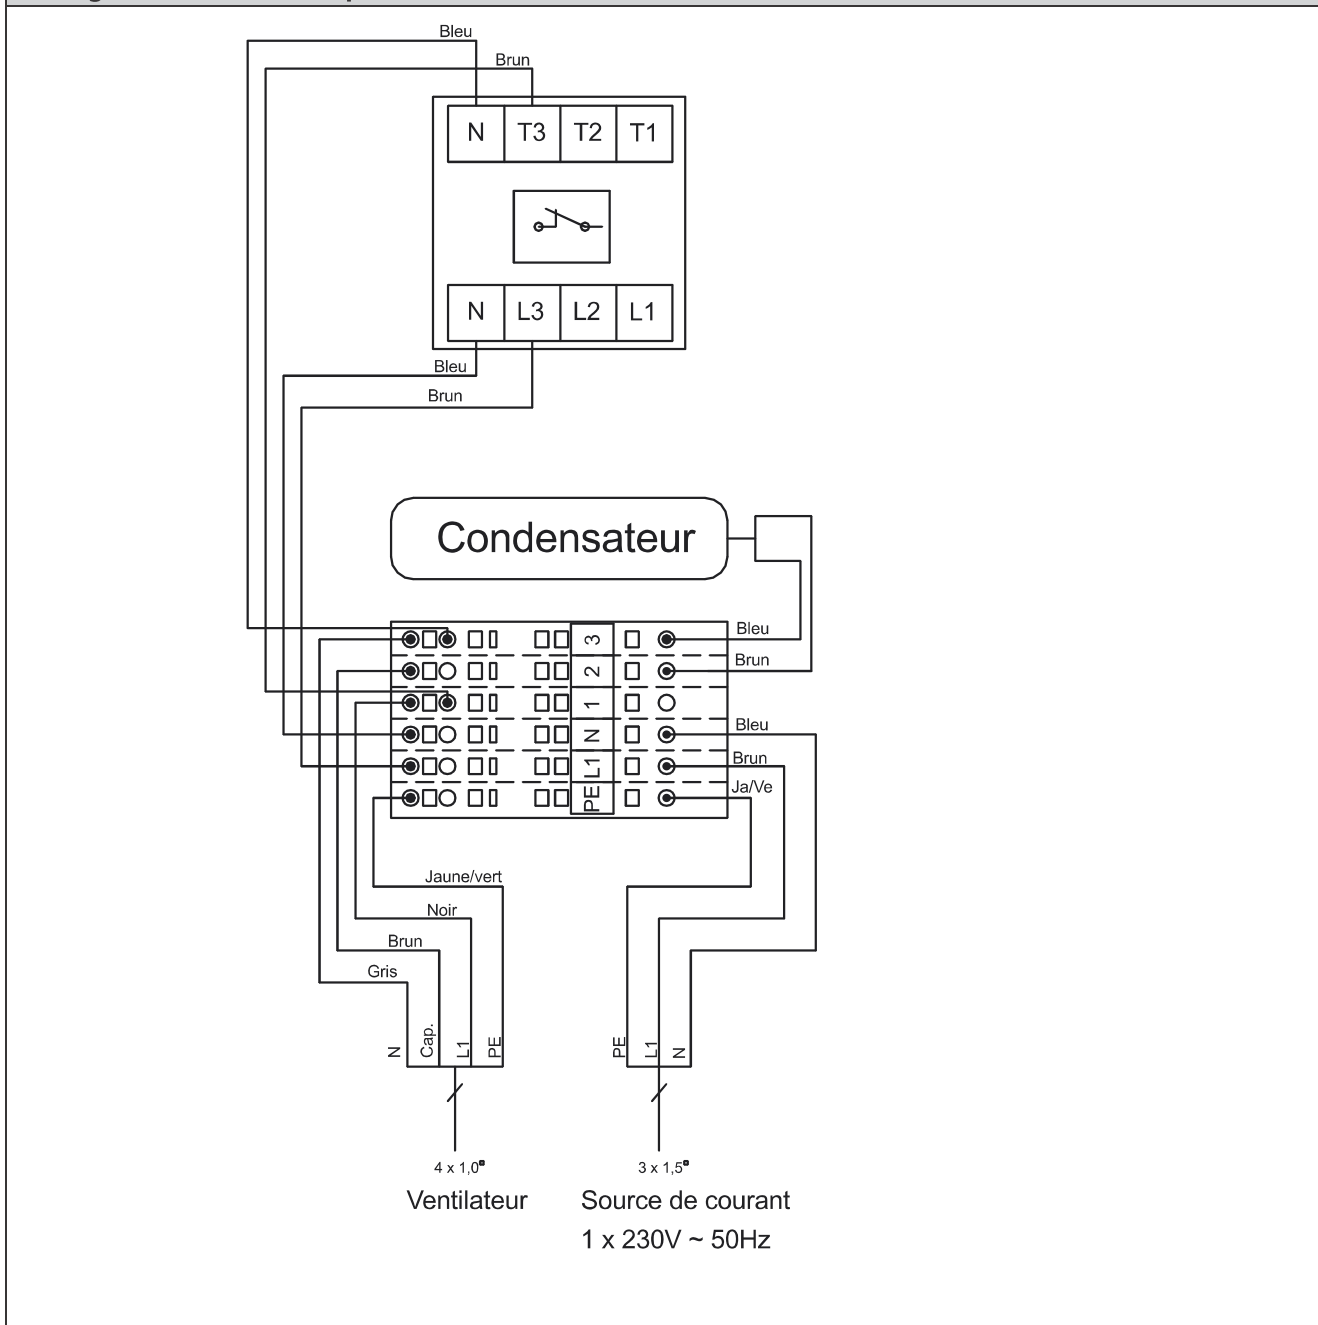 Bleu
Brun
N T3 T2 T1
N L3 L2 L1
Bleu
Brun
Condensateur
3
Bleu
2
Brun
1
N
Bleu
L1
Brun
PE
Ja/Ve
Jaune/vert
Noir
Brun
Gris
N Cap. L1 PE
PE L1 N
4 x 1,0
3 x 1,5
Ventilateur
Source de courant
1 x 230V ~ 50Hz